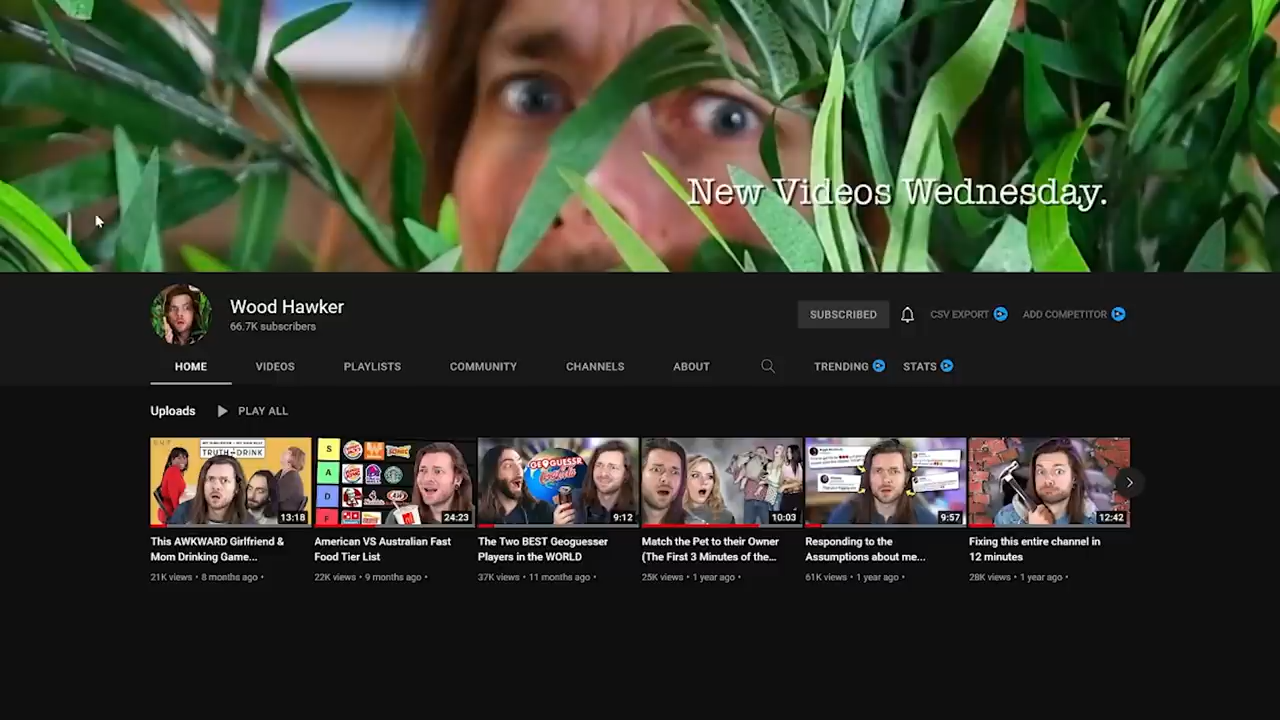 New Videos Wednesday.
Wood Hawker
66.7K subscribers
SUBSCRIBED
CSV EXPORT
ADD COMPETITOR
HOME
VIDEOS
PLAYLISTS
COMMUNITY
CHANNELS
ABOUT
TRENDING
STATS
Uploads
PLAY ALL
TRUTH DRINK
13:18
S
A
D
F
24:23
GEOGUESSR
9:12
10:03
9:57
12:42
This AWKWARD Girlfriend &
Mom Drinking Game...
21K views • 8 months ago •
American VS Australian Fast
Food Tier List
22K views • 9 months ago •
The Two BEST Geoguesser
Players in the WORLD
37K views • 11 months ago •
Match the Pet to their Owner
(The First 3 Minutes of the...
25K views • 1 year ago •
Responding to the
Assumptions about me...
61K views • 1 year ago •
Fixing this entire channel in
12 minutes
28K views • 1 year ago •